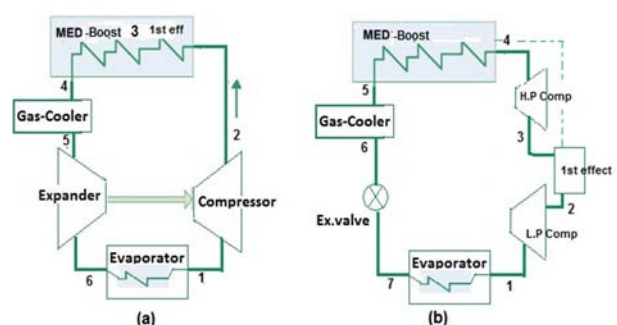 MED -Boost 3 1st eff
4
Gas-Cooler
5
2
Expander
Compressor
Evaporator
6
1
(a)
MED -Boost
4
5
H.P Comp
Gas-Cooler
3
6
1st effect
2
Ex.valve
L.P Comp
Evaporator
7
1
(b)